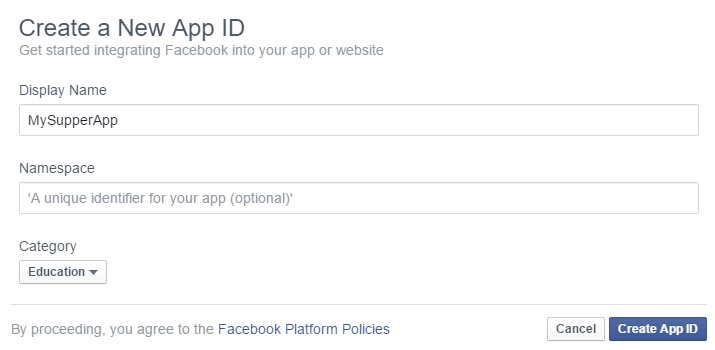 Create a New App ID
Get started integrating Facebook into your app or website
Display Name
MySupperApp
Namespace
'A unique identifier for your app (optional)'
Category
Education
By proceeding, you agree to the Facebook Platform Policies
Cancel
Create App ID